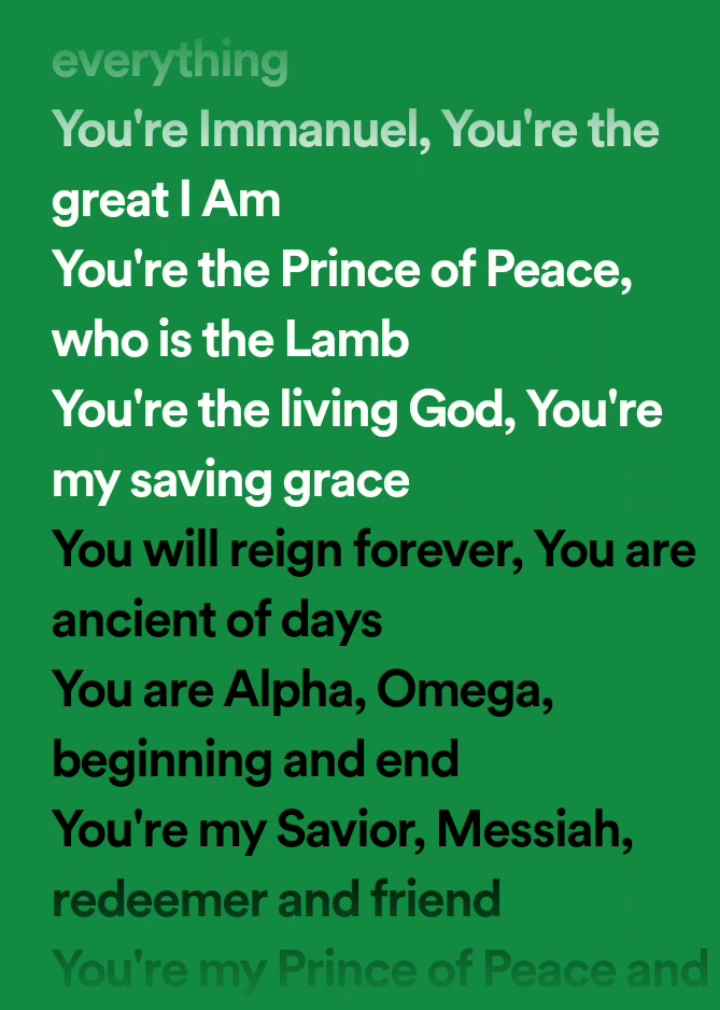 everything
You're Immanuel, You're the
great I Am
You're the Prince of Peace,
who is the Lamb
You're the living God, You're
my saving grace
You will reign forever, You are
ancient of days
You are Alpha, Omega,
beginning and end
You're my Savior, Messiah,
redeemer and friend
You're my Prince of Peace and